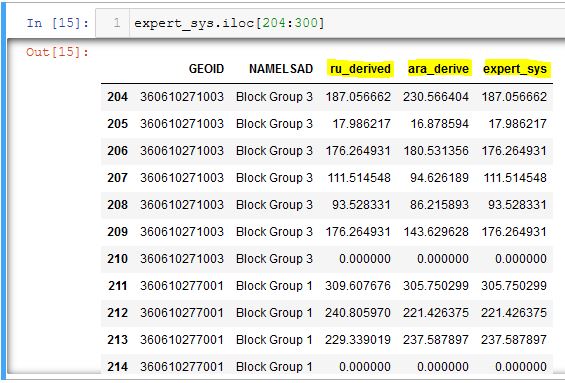 In [15]: 1 expert_sys.iloc[204:300]
Out[15]:
GEOID NAMELSAD ru_derived ara_derive expert_sys
204 360610271003 Block Group 3 187.056662 230.566404 187.056662
205 360610271003 Block Group 3 17.986217 16.878594 17.986217
206 360610271003 Block Group 3 176.264931 180.531356 176.264931
207 360610271003 Block Group 3 111.514548 94.626189 111.514548
208 360610271003 Block Group 3 93.528331 86.215893 93.528331
209 360610271003 Block Group 3 176.264931 143.629628 176.264931
210 360610271003 Block Group 3 0.000000 0.000000 0.000000
211 360610277001 Block Group 1 309.607676 305.750299 305.750299
212 360610277001 Block Group 1 240.805970 221.426375 221.426375
213 360610277001 Block Group 1 229.339019 237.587897 237.587897
214 360610277001 Block Group 1 0.000000 0.000000 0.000000